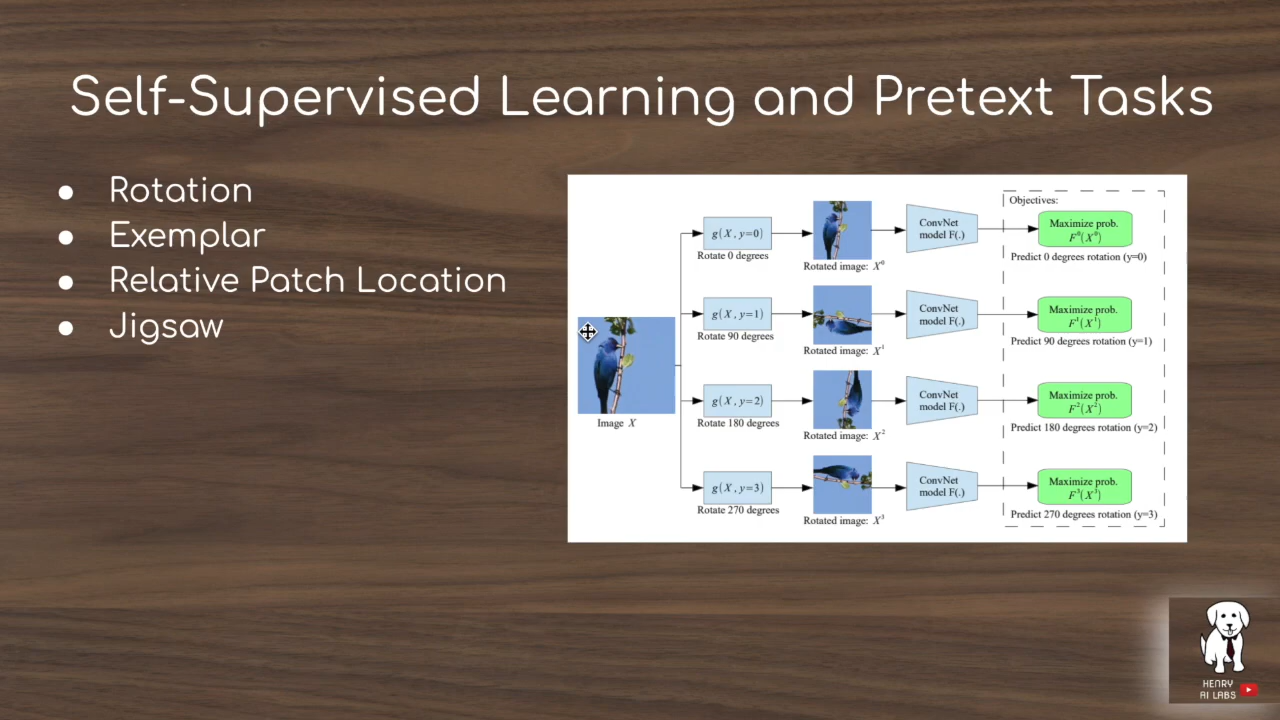 Self-Supervised Learning and Pretext Tasks
● Rotation
● Exemplar
● Relative Patch Location
● Jigsaw
Image X
g(X, y=0)
Rotate 0 degrees
Rotated image: X⁰
ConvNet
model F(.)
Objectives:
Maximize prob.
F⁰(X⁰)
Predict 0 degrees rotation (y=0)
g(X, y=1)
Rotate 90 degrees
Rotated image: X¹
ConvNet
model F(.)
Maximize prob.
F¹(X¹)
Predict 90 degrees rotation (y=1)
g(X, y=2)
Rotate 180 degrees
Rotated image: X²
ConvNet
model F(.)
Maximize prob.
F²(X²)
Predict 180 degrees rotation (y=2)
g(X, y=3)
Rotate 270 degrees
Rotated image: X³
ConvNet
model F(.)
Maximize prob.
F³(X³)
Predict 270 degrees rotation (y=3)
HENRY
AI LABS